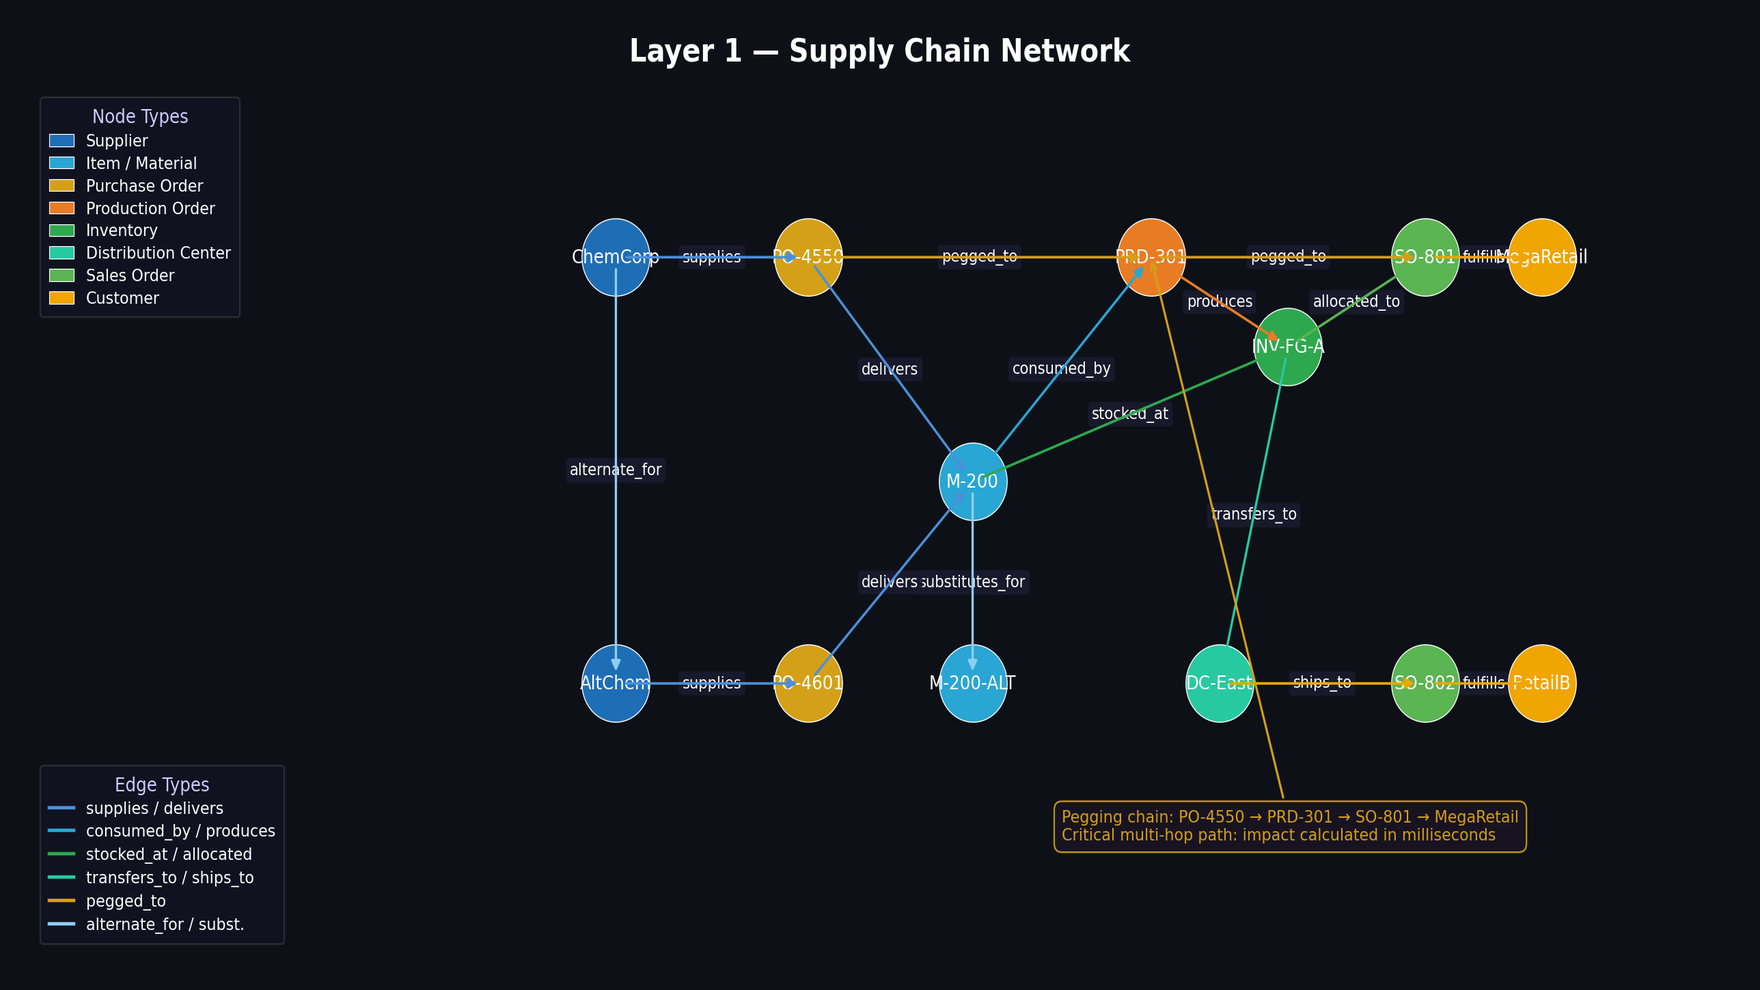 Layer 1 — Supply Chain Network
Node Types
Supplier
Item / Material
Purchase Order
Production Order
Inventory
Distribution Center
Sales Order
Customer
ChemCorp
supplies
PO-4550
pegged_to
PRD-301
pegged_to
SO-801
fulfills
MegaRetail
produces
allocated_to
INV-FG-A
delivers
consumed_by
stocked_at
alternate_for
M-200
transfers_to
delivers
substitutes_for
AltChem
supplies
PO-4601
M-200-ALT
DC-East
ships_to
SO-802
fulfills
RetailB
Edge Types
supplies / delivers
consumed_by / produces
stocked_at / allocated
transfers_to / ships_to
pegged_to
alternate_for / subst.
Pegging chain: PO-4550 → PRD-301 → SO-801 → MegaRetail
Critical multi-hop path: impact calculated in milliseconds